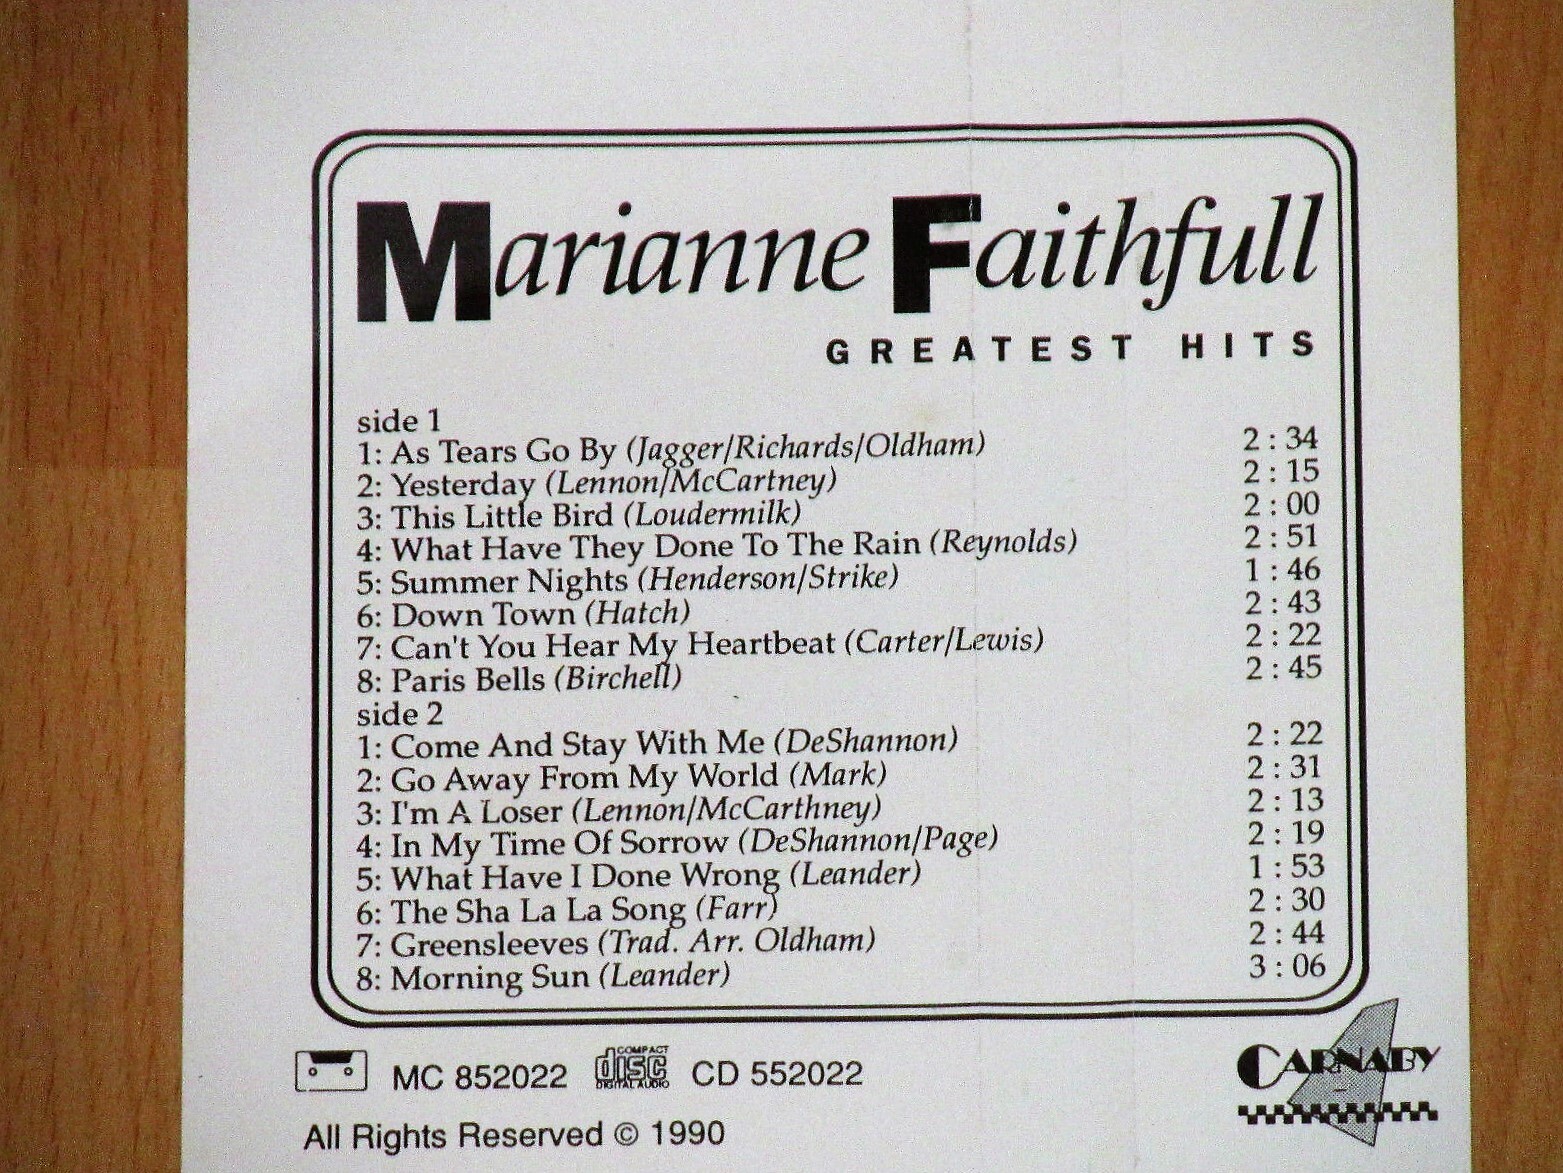 Marianne Faithfull
GREATEST HITS
side 1
1: As Tears Go By (Jagger/Richards/Oldham) 2 : 34
2: Yesterday (Lennon/McCartney) 2 : 15
3: This Little Bird (Loudermilk) 2 : 00
4: What Have They Done To The Rain (Reynolds) 2 : 51
5: Summer Nights (Henderson/Strike) 1 : 46
6: Down Town (Hatch) 2 : 43
7: Can't You Hear My Heartbeat (Carter/Lewis) 2 : 22
8: Paris Bells (Birchell) 2 : 45
side 2
1: Come And Stay With Me (DeShannon) 2 : 22
2: Go Away From My World (Mark) 2 : 31
3: I'm A Loser (Lennon/McCarthney) 2 : 13
4: In My Time Of Sorrow (DeShannon/Page) 2 : 19
5: What Have I Done Wrong (Leander) 1 : 53
6: The Sha La La Song (Farr) 2 : 30
7: Greensleeves (Trad. Arr. Oldham) 2 : 44
8: Morning Sun (Leander) 3 : 06
MC 852022 COMPACT disc DIGITAL AUDIO CD 552022
CARNABY
All Rights Reserved © 1990